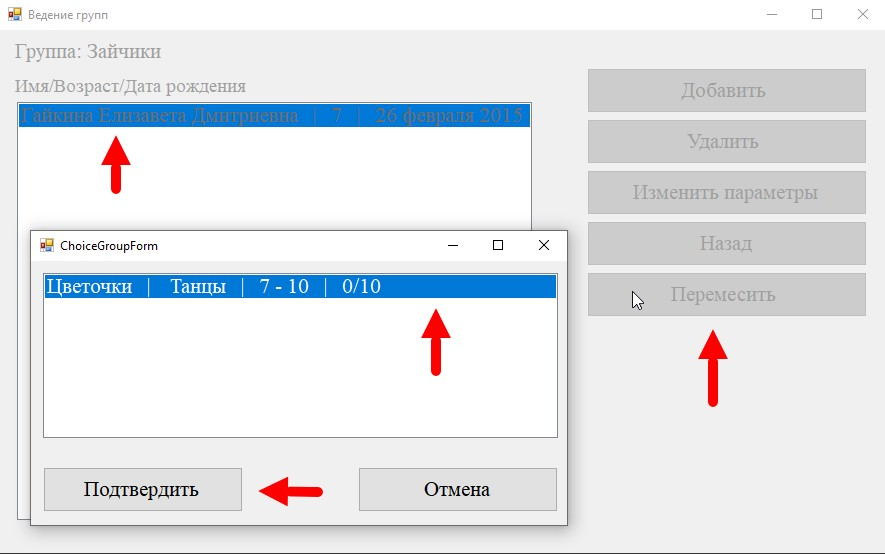 Ведение групп
Группа: Зайчики
Имя/Возраст/Дата рождения
Гайкина Елизавета Дмитриевна | 7 | 26 февраля 2015
Добавить
Удалить
Изменить параметры
Назад
Перемесить
ChoiceGroupForm
Цветочки | Танцы | 7 - 10 | 0/10
Подтвердить
Отмена